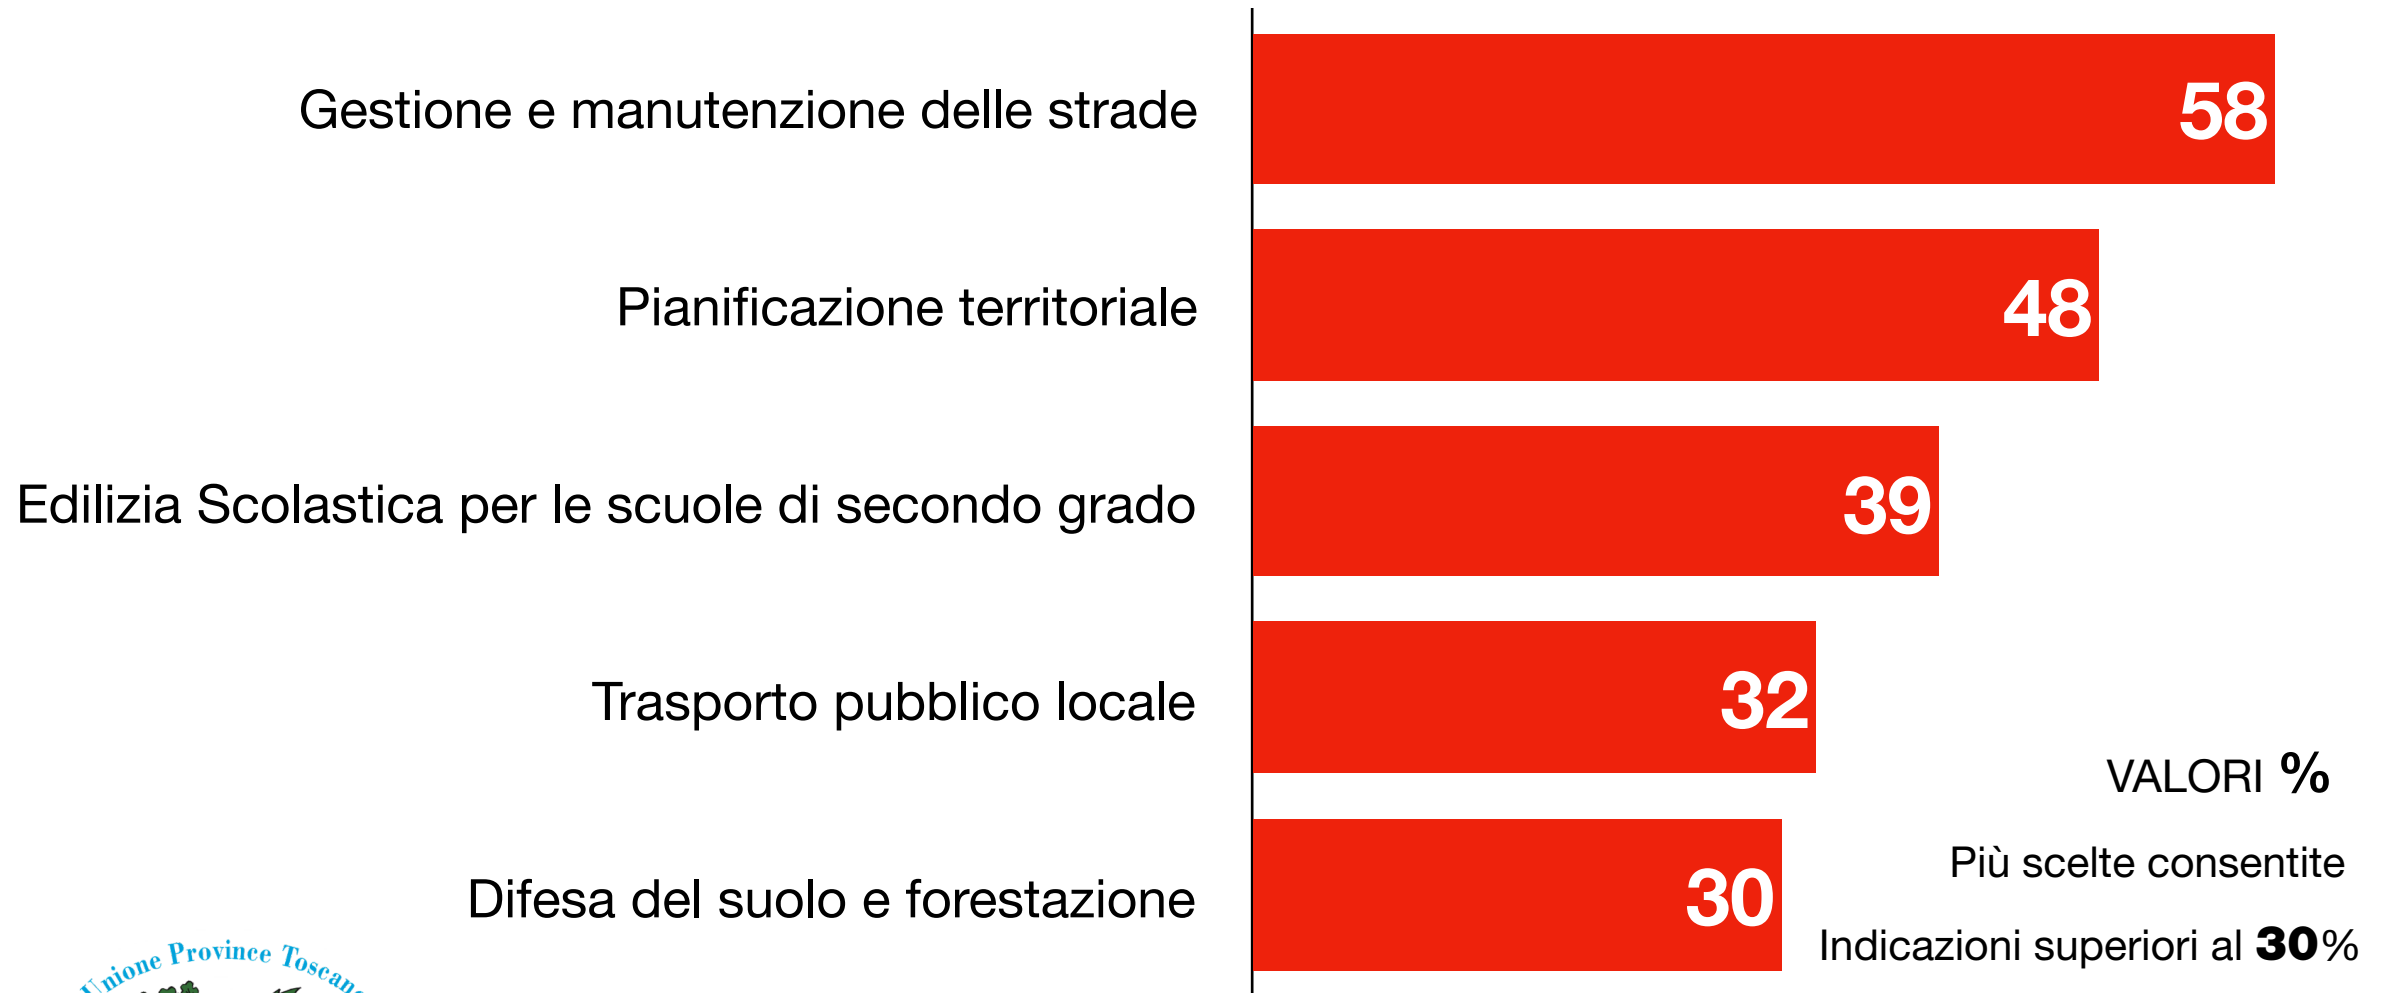 Gestione e manutenzione delle strade 58
Pianificazione territoriale 48
Edilizia Scolastica per le scuole di secondo grado 39
Trasporto pubblico locale 32
VALORI %
Difesa del suolo e forestazione 30
Più scelte consentite
Indicazioni superiori al 30%
Unione Province Toscane